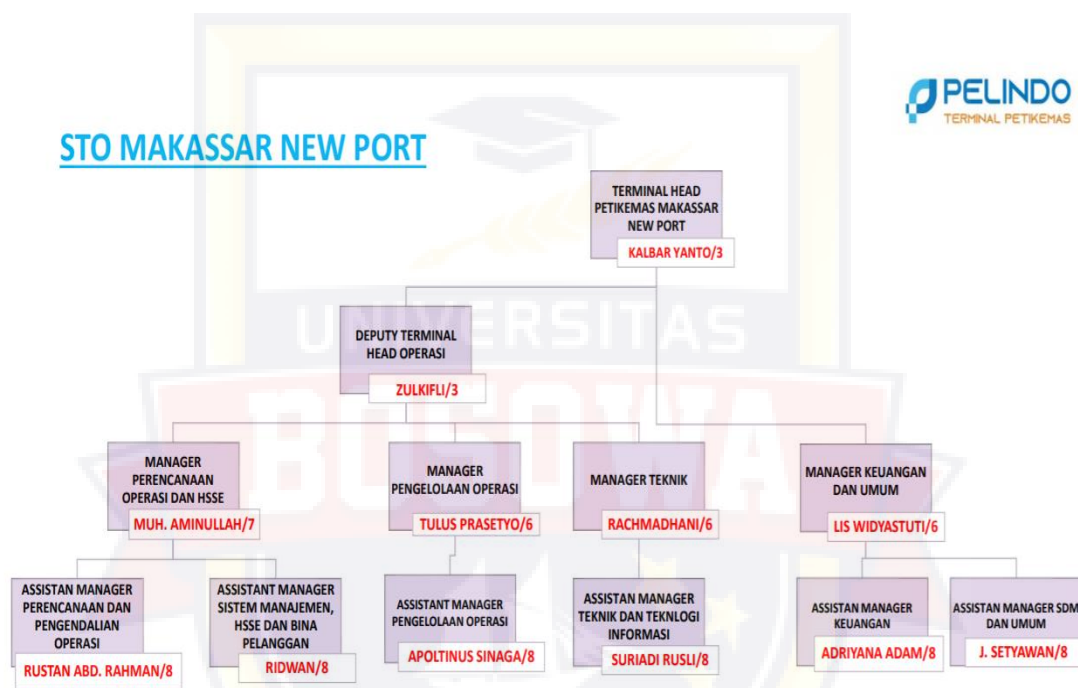 PELINDO
TERMINAL PETIKEMAS
STO MAKASSAR NEW PORT
TERMINAL HEAD
PETIKEMAS MAKASSAR
NEW PORT
KALBAR YANTO/3
DEPUTY TERMINAL
HEAD OPERASI
ZULKIFLI/3
MANAGER
PERENCANAAN
OPERASI DAN HSSE
MUH. AMINULLAH/7
MANAGER
PENGELOLAAN OPERASI
TULUS PRASETYO/6
MANAGER TEKNIK
RACHMADHANI/6
MANAGER KEUANGAN
DAN UMUM
LIS WIDYASTUTI/6
ASSISTAN MANAGER
PERENCANAAN DAN
PENGENDALIAN
OPERASI
RUSTAN ABD. RAHMAN/8
ASSISTANT MANAGER
SISTEM MANAJEMEN,
HSSE DAN BINA
PELANGGAN
RIDWAN/8
ASSISTANT MANAGER
PENGELOLAAN OPERASI
APOLTINUS SINAGA/8
ASSISTAN MANAGER
TEKNIK DAN TEKNLOGI
INFORMASI
SURIADI RUSLI/8
ASSISTAN MANAGER
KEUANGAN
ADRIYANA ADAM/8
ASSISTAN MANAGER SDM
DAN UMUM
J. SETYAWAN/8
UNIVERSITAS
BOSOWA